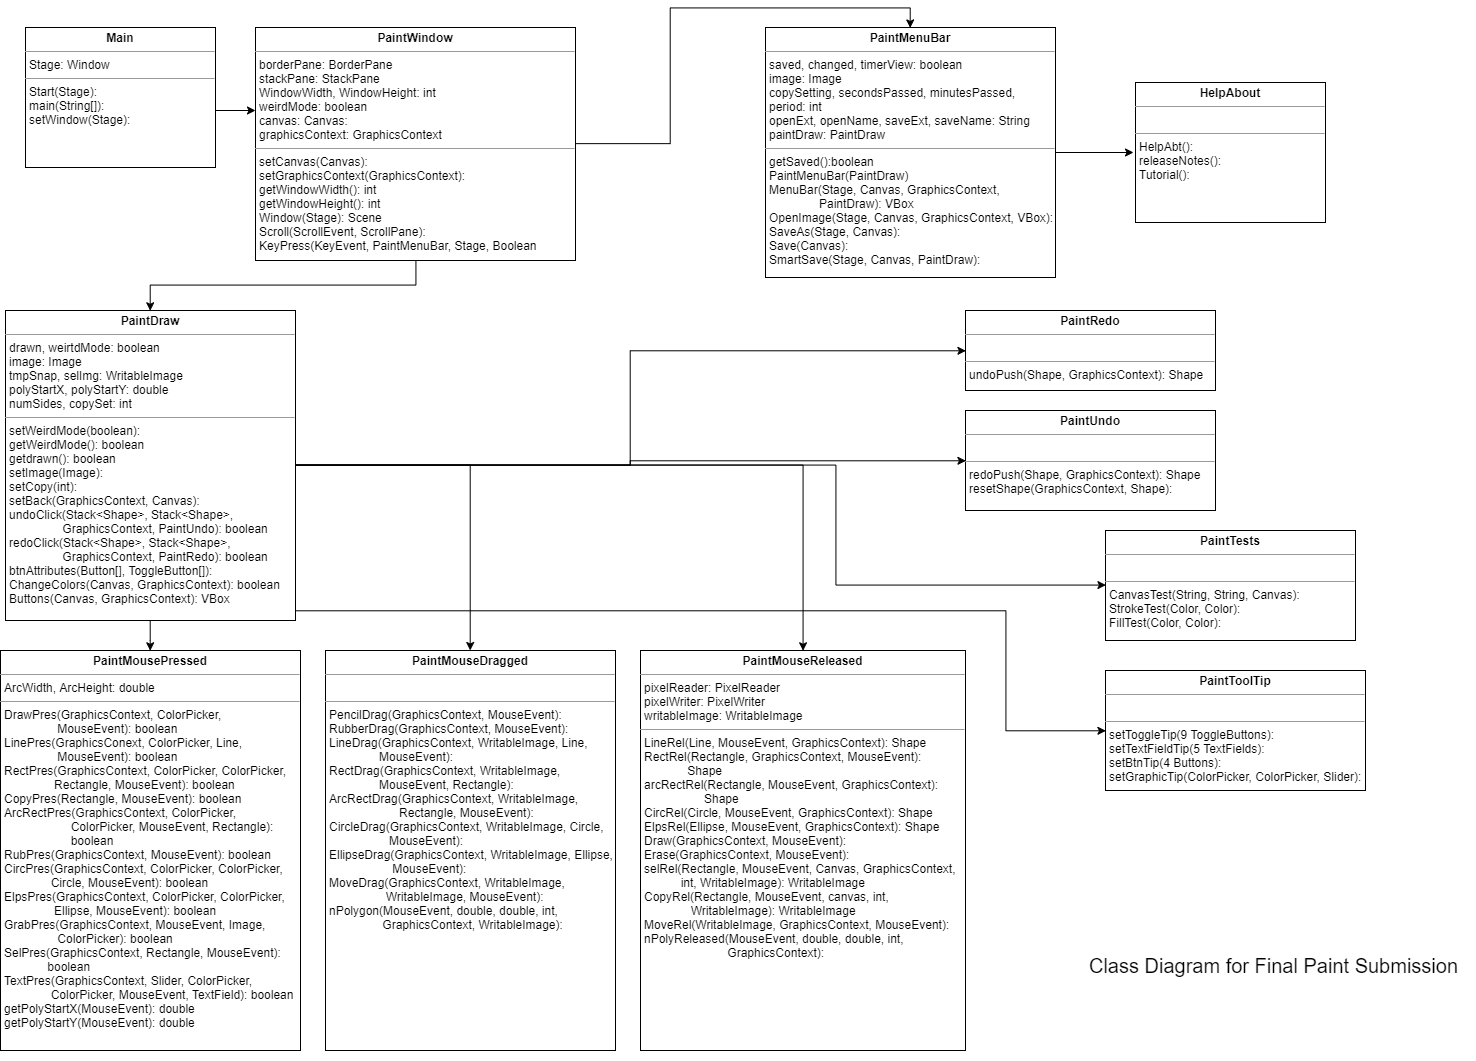 Main
Stage: Window
Start(Stage):
main(String[]):
setWindow(Stage):
PaintWindow
borderPane: BorderPane
stackPane: StackPane
WindowWidth, WindowHeight: int
weirdMode: boolean
canvas: Canvas:
graphicsContext: GraphicsContext
setCanvas(Canvas):
setGraphicsContext(GraphicsContext):
getWindowWidth(): int
getWindowHeight(): int
Window(Stage): Scene
Scroll(ScrollEvent, ScrollPane):
KeyPress(KeyEvent, PaintMenuBar, Stage, Boolean
PaintMenuBar
saved, changed, timerView: boolean
image: Image
copySetting, secondsPassed, minutesPassed,
period: int
openExt, openName, saveExt, saveName: String
paintDraw: PaintDraw
getSaved():boolean
PaintMenuBar(PaintDraw)
MenuBar(Stage, Canvas, GraphicsContext,
PaintDraw): VBox
OpenImage(Stage, Canvas, GraphicsContext, VBox):
SaveAs(Stage, Canvas):
Save(Canvas):
SmartSave(Stage, Canvas, PaintDraw):
HelpAbout
HelpAbt():
releaseNotes():
Tutorial():
PaintDraw
drawn, weirtdMode: boolean
image: Image
tmpSnap, selImg: WritableImage
polyStartX, polyStartY: double
numSides, copySet: int
setWeirdMode(boolean):
getWeirdMode(): boolean
getdrawn(): boolean
setImage(Image):
setCopy(int):
setBack(GraphicsContext, Canvas):
undoClick(Stack<Shape>, Stack<Shape>,
GraphicsContext, PaintUndo): boolean
redoClick(Stack<Shape>, Stack<Shape>,
GraphicsContext, PaintRedo): boolean
btnAttributes(Button[], ToggleButton[]):
ChangeColors(Canvas, GraphicsContext): boolean
Buttons(Canvas, GraphicsContext): VBox
PaintRedo
undoPush(Shape, GraphicsContext): Shape
PaintUndo
redoPush(Shape, GraphicsContext): Shape
resetShape(GraphicsContext, Shape):
PaintTests
CanvasTest(String, String, Canvas):
StrokeTest(Color, Color):
FillTest(Color, Color):
PaintToolTip
setToggleTip(9 ToggleButtons):
setTextFieldTip(5 TextFields):
setBtnTip(4 Buttons):
setGraphicTip(ColorPicker, ColorPicker, Slider):
PaintMousePressed
ArcWidth, ArcHeight: double
DrawPres(GraphicsContext, ColorPicker,
MouseEvent): boolean
LinePres(GraphicsConext, ColorPicker, Line,
MouseEvent): boolean
RectPres(GraphicsContext, ColorPicker, ColorPicker,
Rectangle, MouseEvent): boolean
CopyPres(Rectangle, MouseEvent): boolean
ArcRectPres(GraphicsContext, ColorPicker,
ColorPicker, MouseEvent, Rectangle):
boolean
RubPres(GraphicsContext, MouseEvent): boolean
CircPres(GraphicsContext, ColorPicker, ColorPicker,
Circle, MouseEvent): boolean
ElpsPres(GraphicsContext, ColorPicker, ColorPicker,
Ellipse, MouseEvent): boolean
GrabPres(GraphicsContext, MouseEvent, Image,
ColorPicker): boolean
SelPres(GraphicsContext, Rectangle, MouseEvent):
boolean
TextPres(GraphicsContext, Slider, ColorPicker,
ColorPicker, MouseEvent, TextField): boolean
getPolyStartX(MouseEvent): double
getPolyStartY(MouseEvent): double
PaintMouseDragged
PencilDrag(GraphicsContext, MouseEvent):
RubberDrag(GraphicsContext, MouseEvent):
LineDrag(GraphicsContext, WritableImage, Line,
MouseEvent):
RectDrag(GraphicsContext, WritableImage,
MouseEvent, Rectangle):
ArcRectDrag(GraphicsContext, WritableImage,
Rectangle, MouseEvent):
CircleDrag(GraphicsContext, WritableImage, Circle,
MouseEvent):
EllipseDrag(GraphicsContext, WritableImage, Ellipse,
MouseEvent):
MoveDrag(GraphicsContext, WritableImage,
WritableImage, MouseEvent):
nPolygon(MouseEvent, double, double, int,
GraphicsContext, WritableImage):
PaintMouseReleased
pixelReader: PixelReader
pixelWriter: PixelWriter
writableImage: WritableImage
LineRel(Line, MouseEvent, GraphicsContext): Shape
RectRel(Rectangle, GraphicsContext, MouseEvent):
Shape
arcRectRel(Rectangle, MouseEvent, GraphicsContext):
Shape
CircRel(Circle, MouseEvent, GraphicsContext): Shape
ElpsRel(Ellipse, MouseEvent, GraphicsContext): Shape
Draw(GraphicsContext, MouseEvent):
Erase(GraphicsContext, MouseEvent):
selRel(Rectangle, MouseEvent, Canvas, GraphicsContext,
int, WritableImage): WritableImage
CopyRel(Rectangle, MouseEvent, canvas, int,
WritableImage): WritableImage
MoveRel(WritableImage, GraphicsContext, MouseEvent):
nPolyReleased(MouseEvent, double, double, int,
GraphicsContext):
Class Diagram for Final Paint Submission